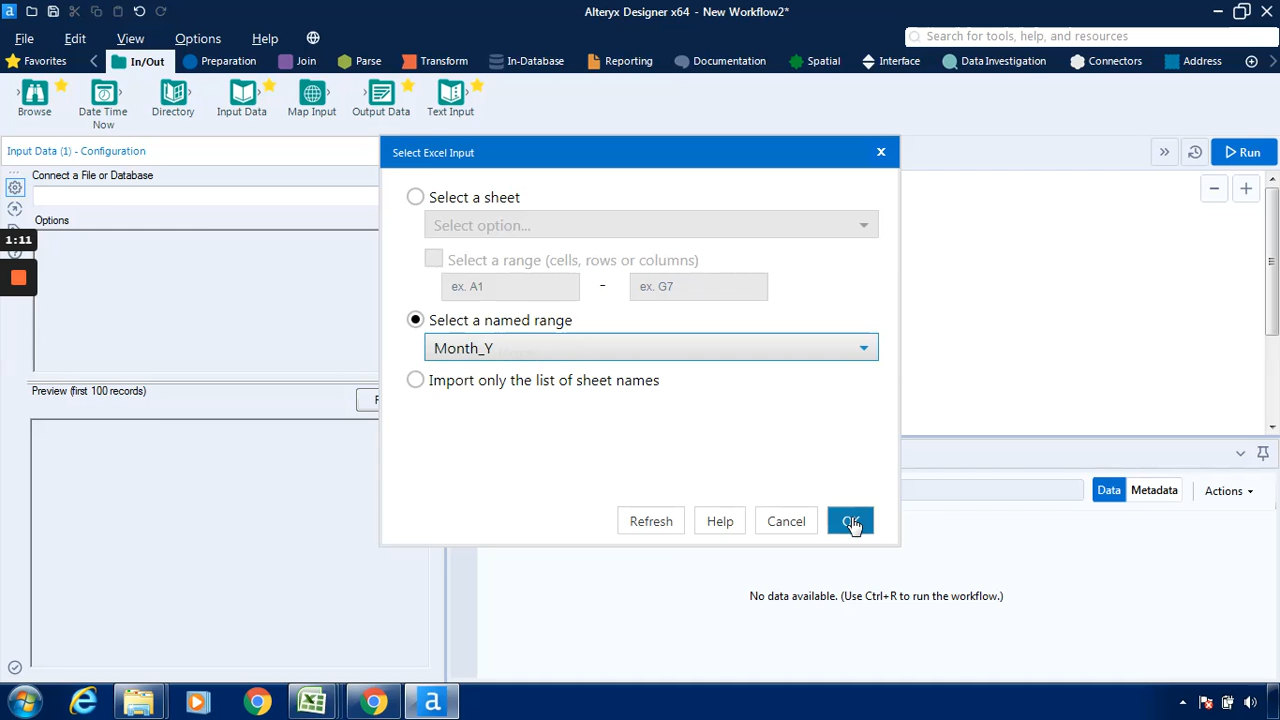 Alteryx Designer x64 - New Workflow2*
File Edit View Options Help
Search for tools, help, and resources
Favorites In/Out Preparation Join Parse Transform In-Database Reporting Documentation Spatial Interface Data Investigation Connectors Address
Browse Date Time Now Directory Input Data Map Input Output Data Text Input
Input Data (1) - Configuration
Select Excel Input
Run
Connect a File or Database
Options
1:11
Select a sheet
Select option...
Select a range (cells, rows or columns)
ex. A1 - ex. G7
Select a named range
Month_Y
Import only the list of sheet names
Preview (first 100 records)
Refresh Help Cancel OK
Data Metadata Actions
No data available. (Use Ctrl+R to run the workflow.)